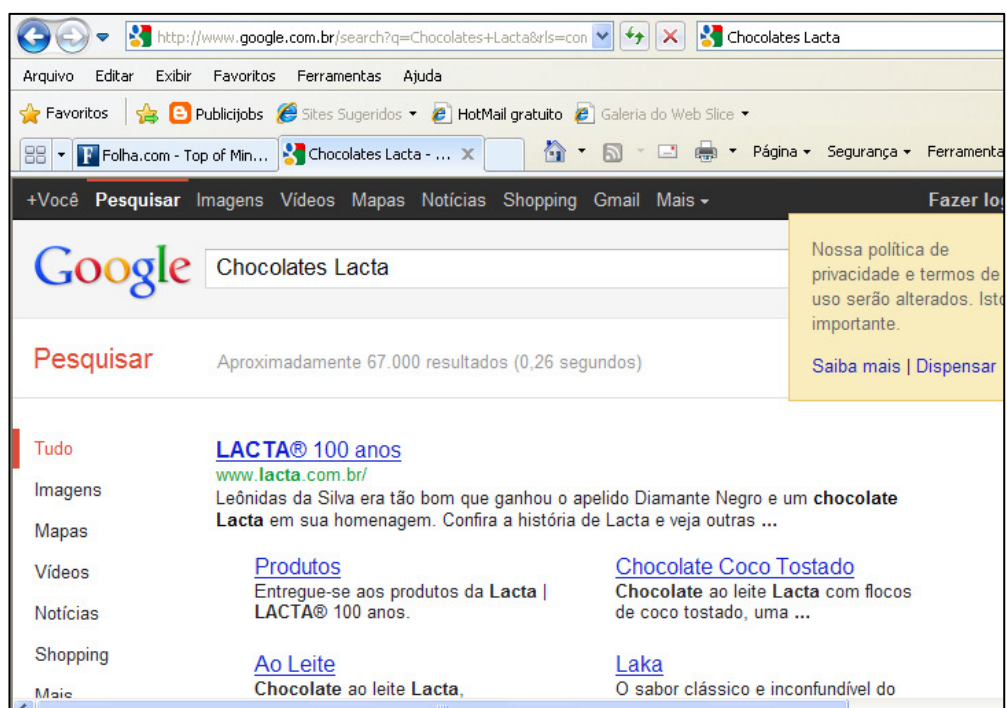 http://www.google.com.br/search?q=Chocolates+Lacta&rls=con
Chocolates Lacta
Arquivo Editar Exibir Favoritos Ferramentas Ajuda
Favoritos Publicijobs Sites Sugeridos HotMail gratuito Galeria do Web Slice
Folha.com - Top of Min... Chocolates Lacta - ... Página Segurança Ferramenta
+Você Pesquisar Imagens Vídeos Mapas Notícias Shopping Gmail Mais Fazer lo
Google Chocolates Lacta
Nossa política de
privacidade e termos de
uso serão alterados. Isto
importante.
Saiba mais | Dispensar
Pesquisar Aproximadamente 67.000 resultados (0,26 segundos)
Tudo
Imagens
Mapas
Vídeos
Notícias
Shopping
Mais
LACTA® 100 anos
www.lacta.com.br/
Leônidas da Silva era tão bom que ganhou o apelido Diamante Negro e um chocolate
Lacta em sua homenagem. Confira a história de Lacta e veja outras ...
Produtos
Entregue-se aos produtos da Lacta |
LACTA® 100 anos.
Chocolate Coco Tostado
Chocolate ao leite Lacta com flocos
de coco tostado, uma ...
Ao Leite
Chocolate ao leite Lacta,
Laka
O sabor clássico e inconfundível do